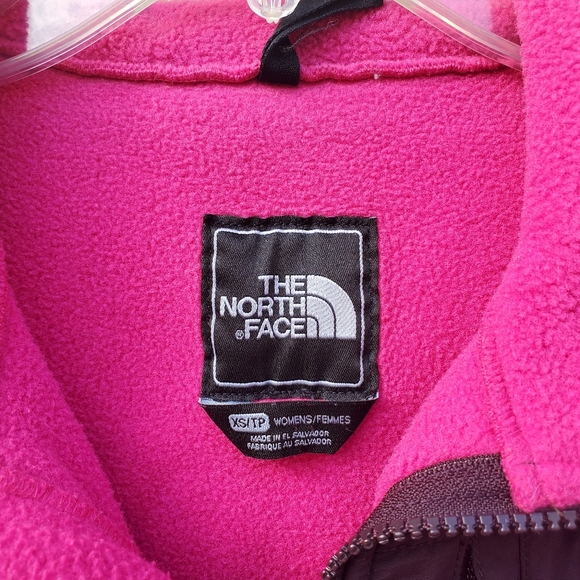 THE
NORTH
®FACE
XS/TP WOMENS/FEMMES
MADE IN EL SALVADOR
FABRIQUE AU SALVADOR